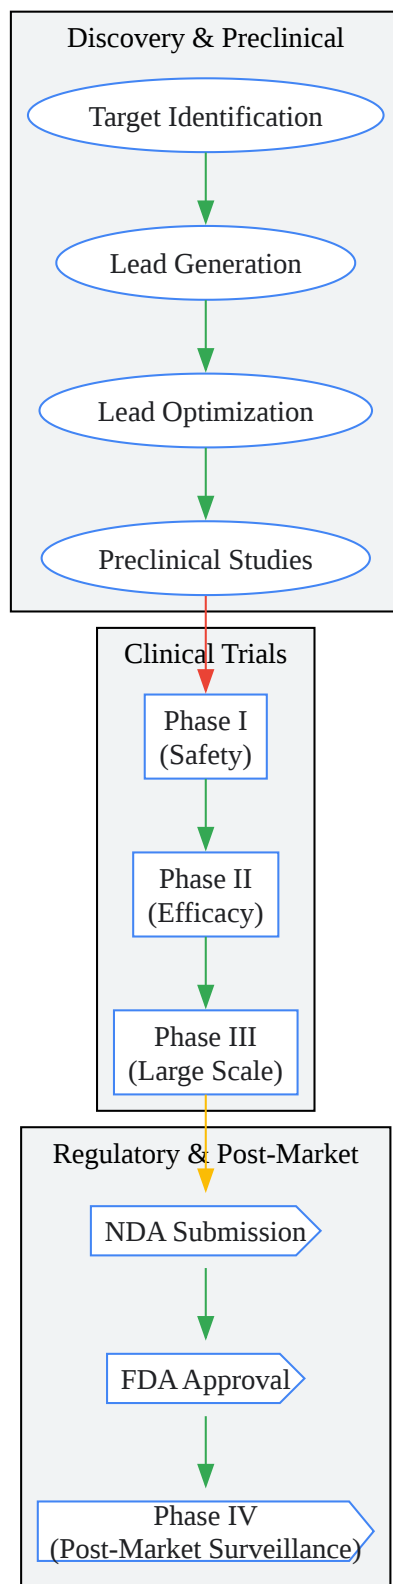 Discovery & Preclinical
Target Identification
Lead Generation
Lead Optimization
Preclinical Studies
Clinical Trials
Phase I
(Safety)
Phase II
(Efficacy)
Phase III
(Large Scale)
Regulatory & Post-Market
NDA Submission
FDA Approval
Phase IV
(Post-Market Surveillance)